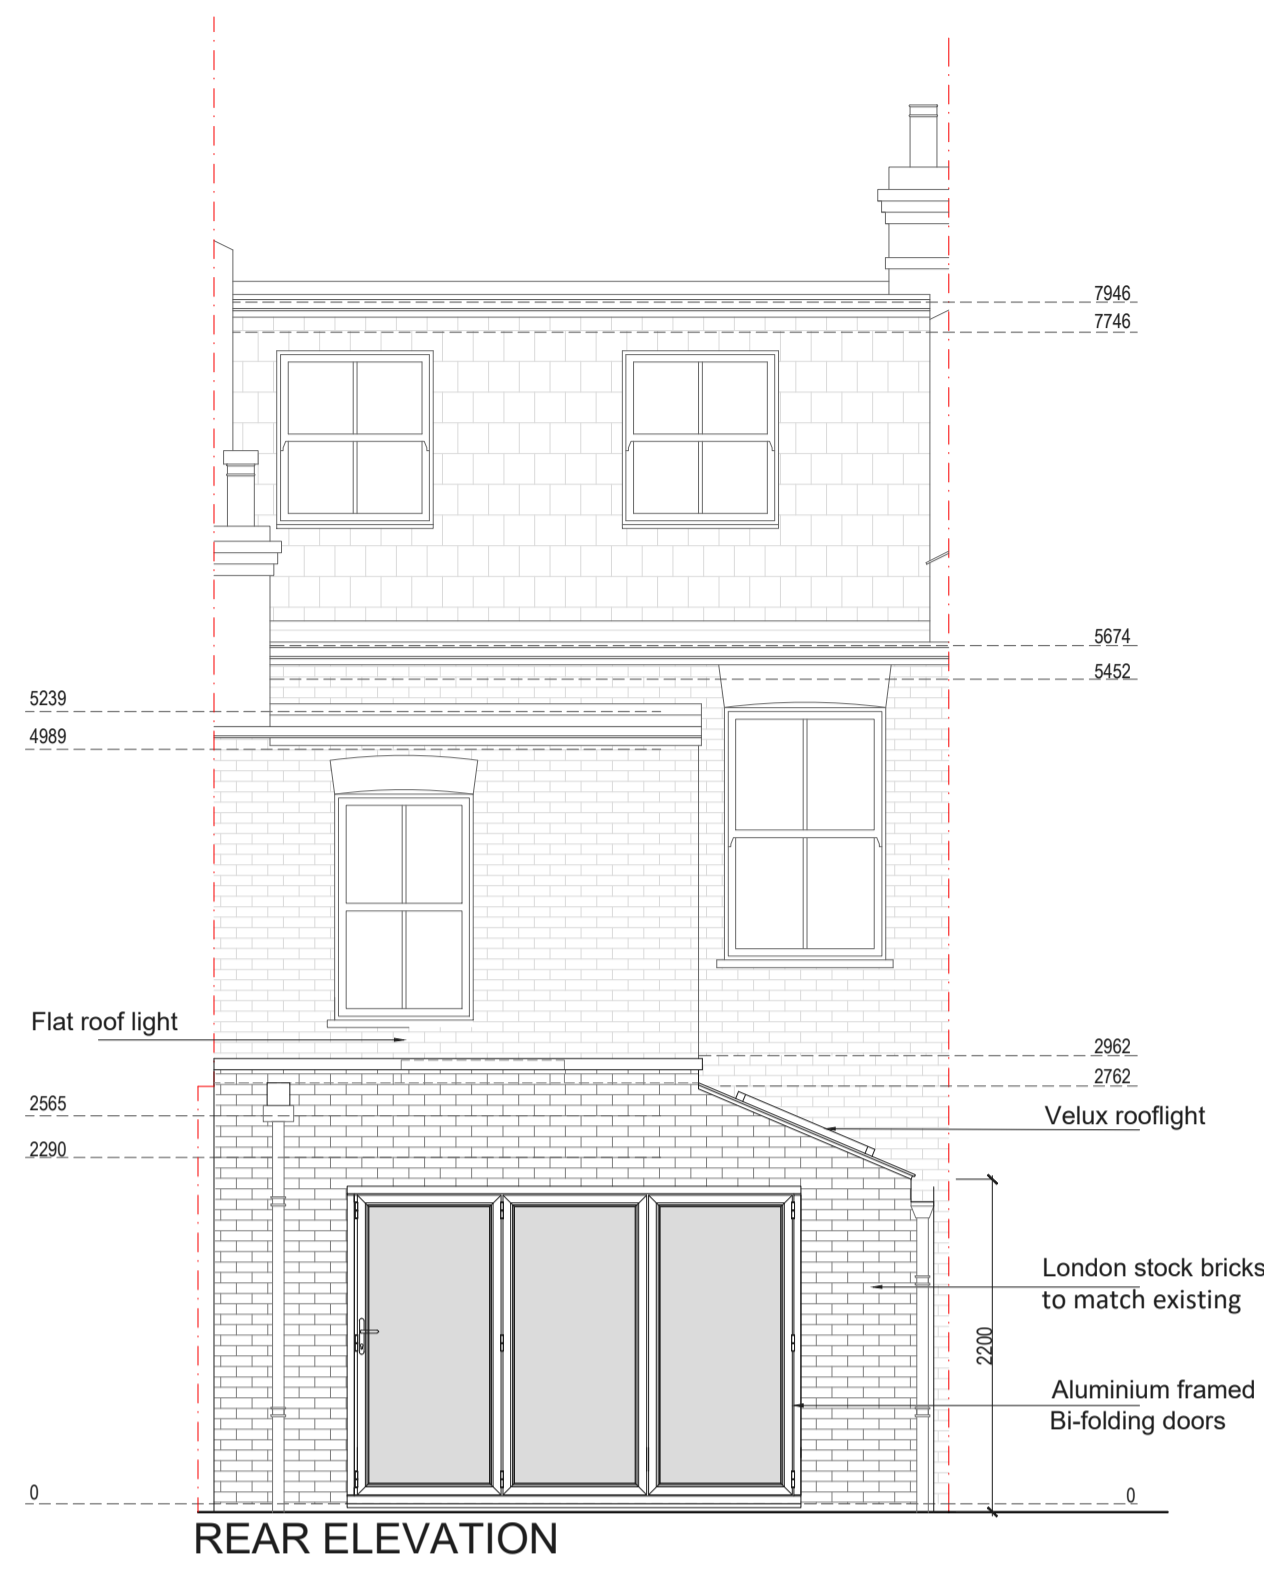 7946
7746
5674
5452
5239
4989
Flat roof light
2962
2762
2565
2290
Velux rooflight
London stock bricks
to match existing
2200
Aluminium framed
Bi-folding doors
0
0
REAR ELEVATION